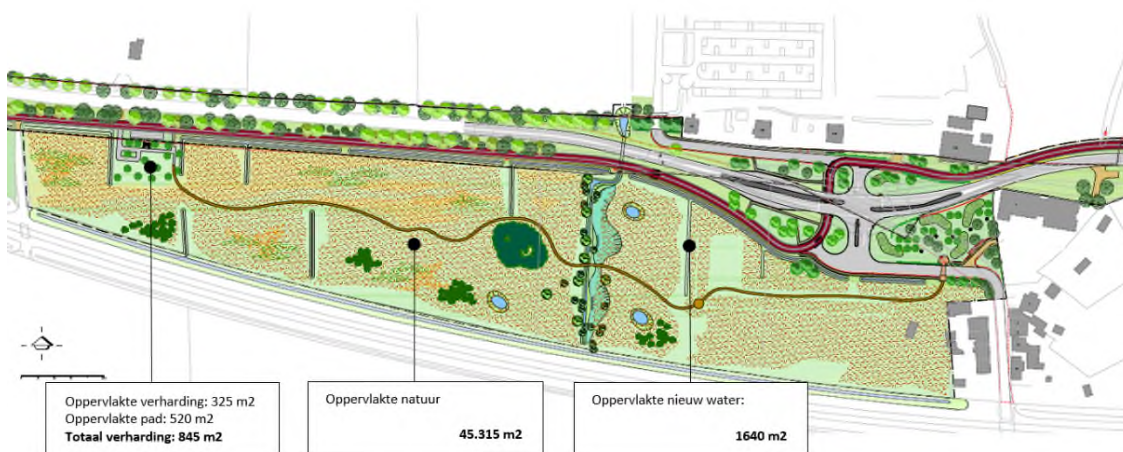 Oppervlakte verharding: 325 m2
Oppervlakte pad: 520 m2
Totaal verharding: 845 m2
Oppervlakte natuur
45.315 m2
Oppervlakte nieuw water:
1640 m2